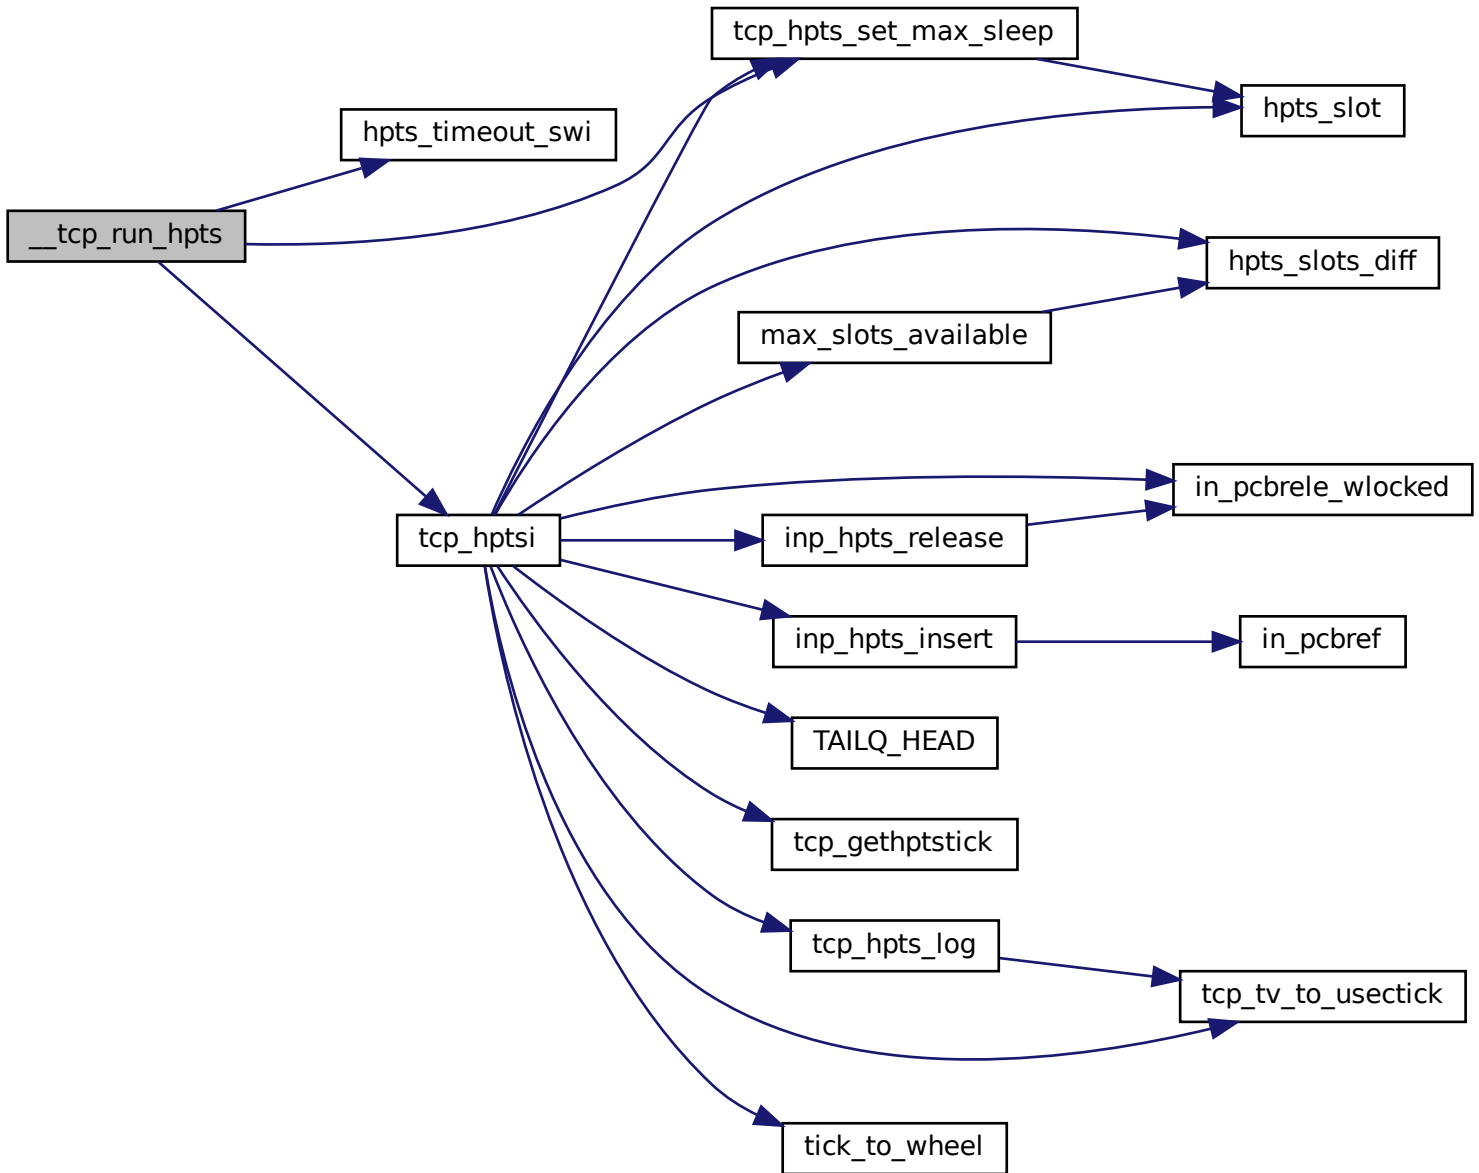 tcp_hpts_set_max_sleep
hpts_slot
hpts_timeout_swi
__tcp_run_hpts
hpts_slots_diff
max_slots_available
in_pcbrele_wlocked
tcp_hptsi
inp_hpts_release
inp_hpts_insert
in_pcbref
TAILQ_HEAD
tcp_gethptstick
tcp_hpts_log
tcp_tv_to_usectick
tick_to_wheel